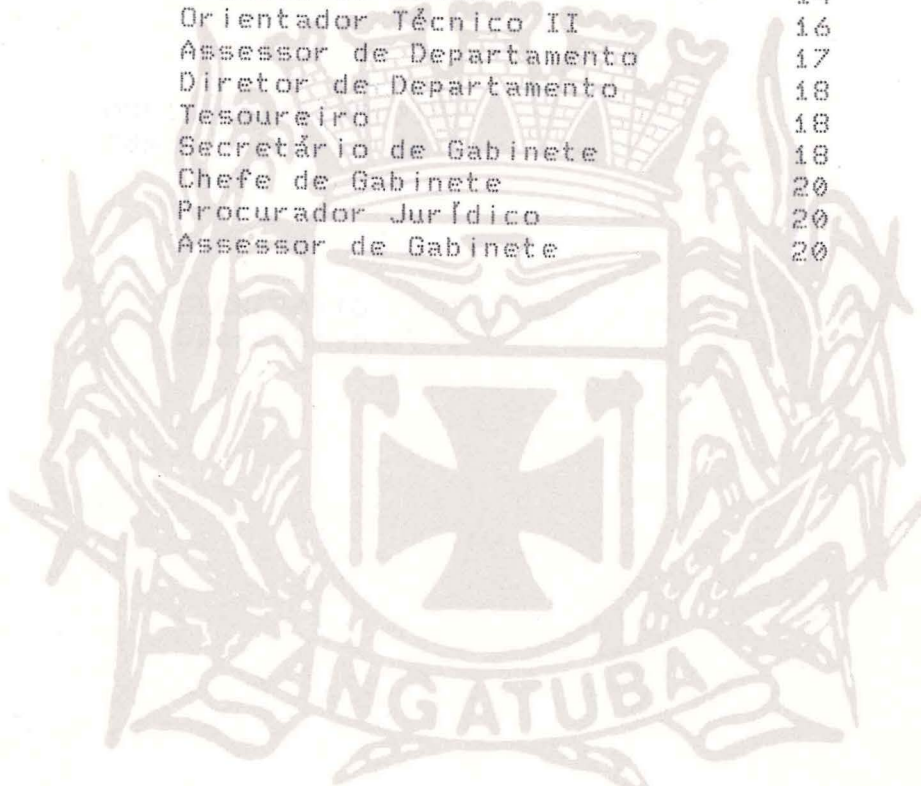 Orientador Técnico II 16
Assessor de Departamento 17
Diretor de Departamento 18
Tesoureiro 18
Secretário de Gabinete 18
Chefe de Gabinete 20
Procurador Jurídico 20
Assessor de Gabinete 20
ANGATUBA